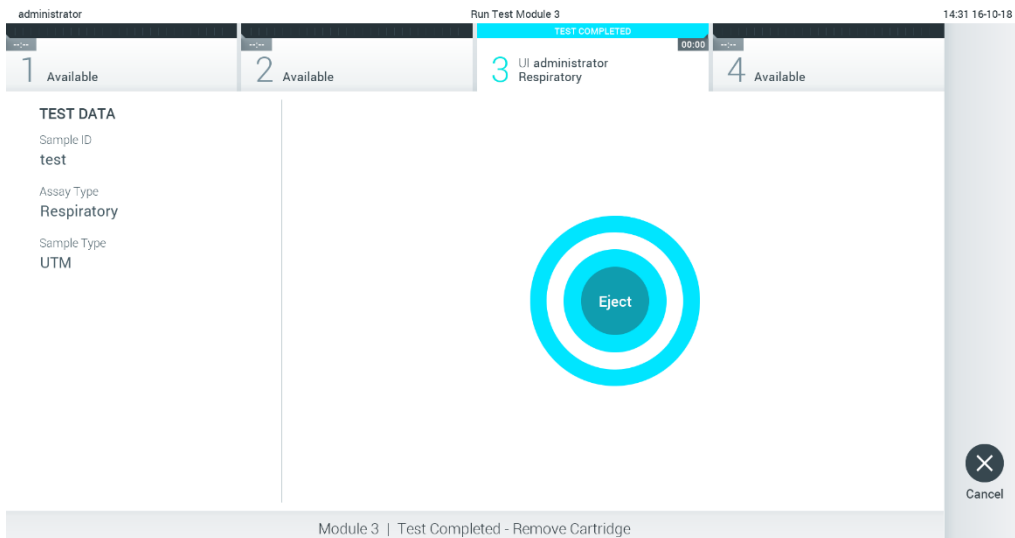 administrator
Run Test Module 3
14:31 16-10-18
TEST COMPLETED
--:--
1 Available
--:--
2 Available
00:00
3 UI administrator
Respiratory
--:--
4 Available
TEST DATA
Sample ID
test
Assay Type
Respiratory
Sample Type
UTM
Eject
Cancel
Module 3 | Test Completed - Remove Cartridge